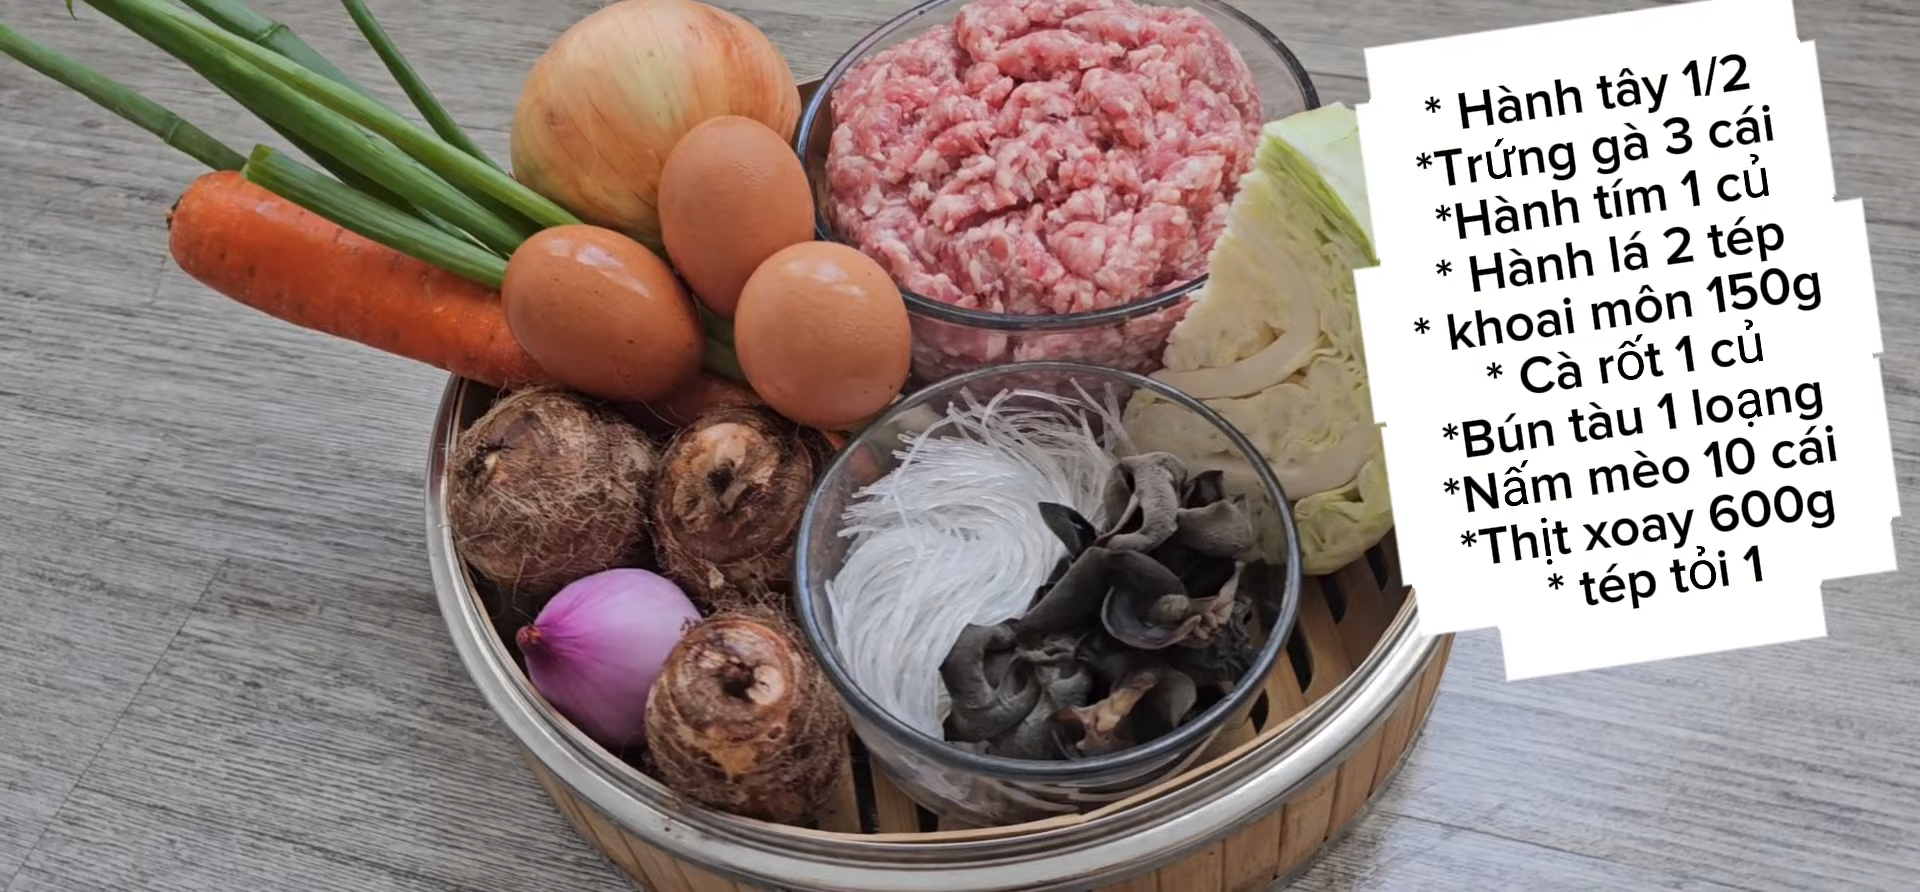 * Hành tây 1/2
*Trứng gà 3 cái
*Hành tím 1 củ
* Hành lá 2 tép
* khoai môn 150g
* Cà rốt 1 củ
*Bún tàu 1 loạng
*Nấm mèo 10 cái
*Thịt xoay 600g
* tép tỏi 1